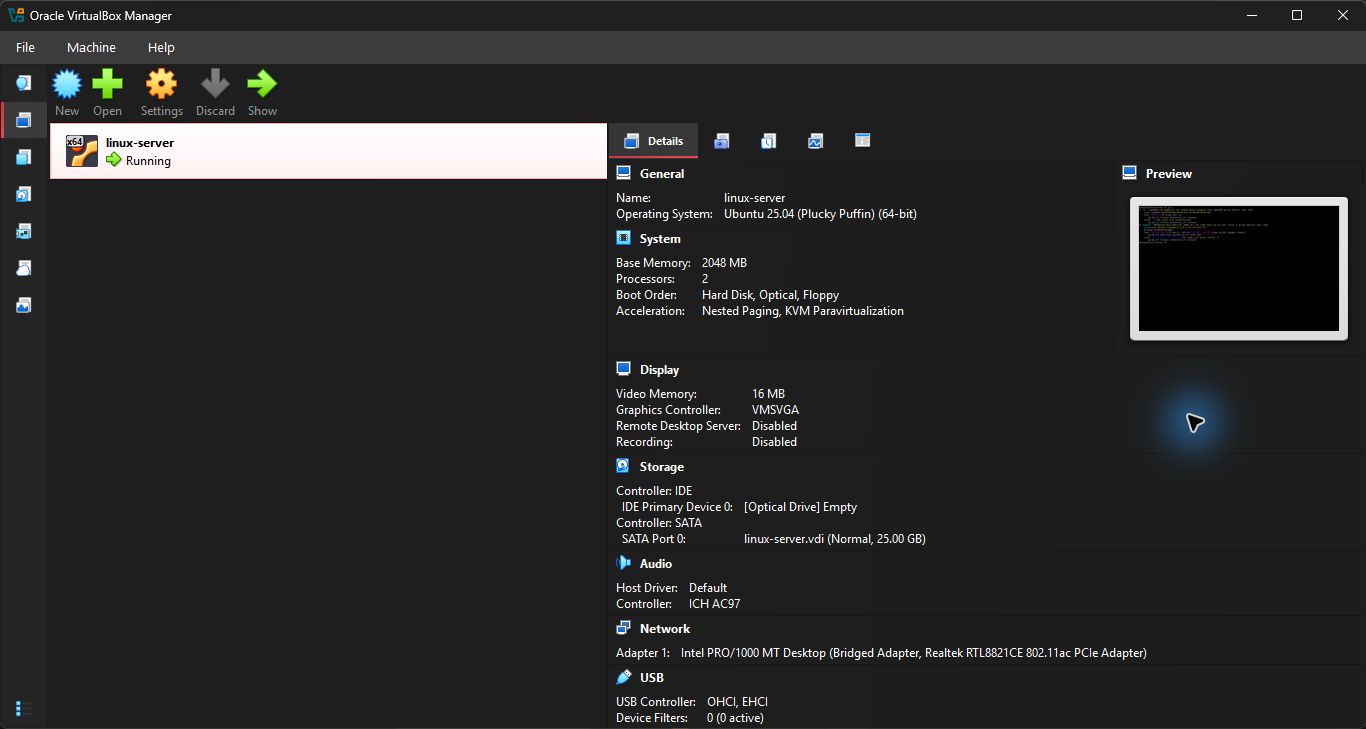 Oracle VirtualBox Manager
File Machine Help
New Open Settings Discard Show
x64
linux-server
Running
Details
General
Name: linux-server
Operating System: Ubuntu 25.04 (Plucky Puffin) (64-bit)
Preview
System
Base Memory: 2048 MB
Processors: 2
Boot Order: Hard Disk, Optical, Floppy
Acceleration: Nested Paging, KVM Paravirtualization
Display
Video Memory: 16 MB
Graphics Controller: VMSVGA
Remote Desktop Server: Disabled
Recording: Disabled
Storage
Controller: IDE
IDE Primary Device 0: [Optical Drive] Empty
Controller: SATA
SATA Port 0: linux-server.vdi (Normal, 25.00 GB)
Audio
Host Driver: Default
Controller: ICH AC97
Network
Adapter 1: Intel PRO/1000 MT Desktop (Bridged Adapter, Realtek RTL8821CE 802.11ac PCIe Adapter)
USB
USB Controller: OHCI, EHCI
Device Filters: 0 (0 active)